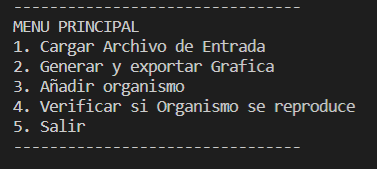 --------------------------------
MENU PRINCIPAL
1. Cargar Archivo de Entrada
2. Generar y exportar Grafica
3. Añadir organismo
4. Verificar si Organismo se reproduce
5. Salir
--------------------------------